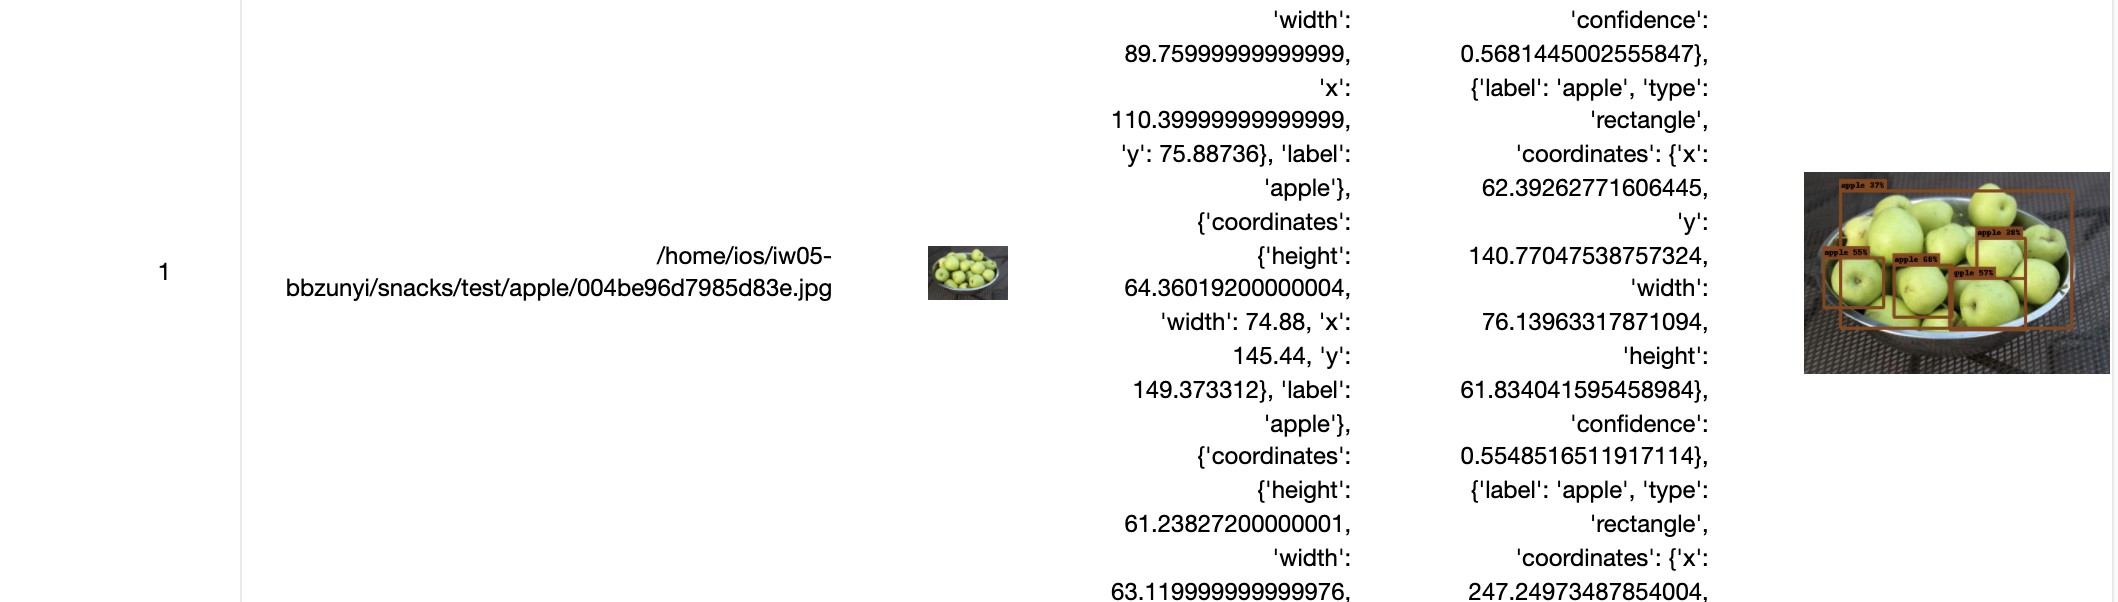 1
/home/ios/iw05-
bbzunyi/snacks/test/apple/004be96d7985d83e.jpg
'width':
89.75999999999999,
'x':
110.39999999999999,
'y': 75.88736}, 'label':
'apple'},
{'coordinates':
{'height':
64.36019200000004,
'width': 74.88, 'x':
145.44, 'y':
149.373312}, 'label':
'apple'},
{'coordinates':
{'height':
61.23827200000001,
'width':
63.119999999999976,
'confidence':
0.5681445002555847},
{'label': 'apple', 'type':
'rectangle',
'coordinates': {'x':
62.39262771606445,
'y':
140.77047538757324,
'width':
76.13963317871094,
'height':
61.834041595458984},
'confidence':
0.5548516511917114},
{'label': 'apple', 'type':
'rectangle',
'coordinates': {'x':
247.24973487854004,
apple 37%
apple 38%
apple 55%
apple 68%
apple 57%